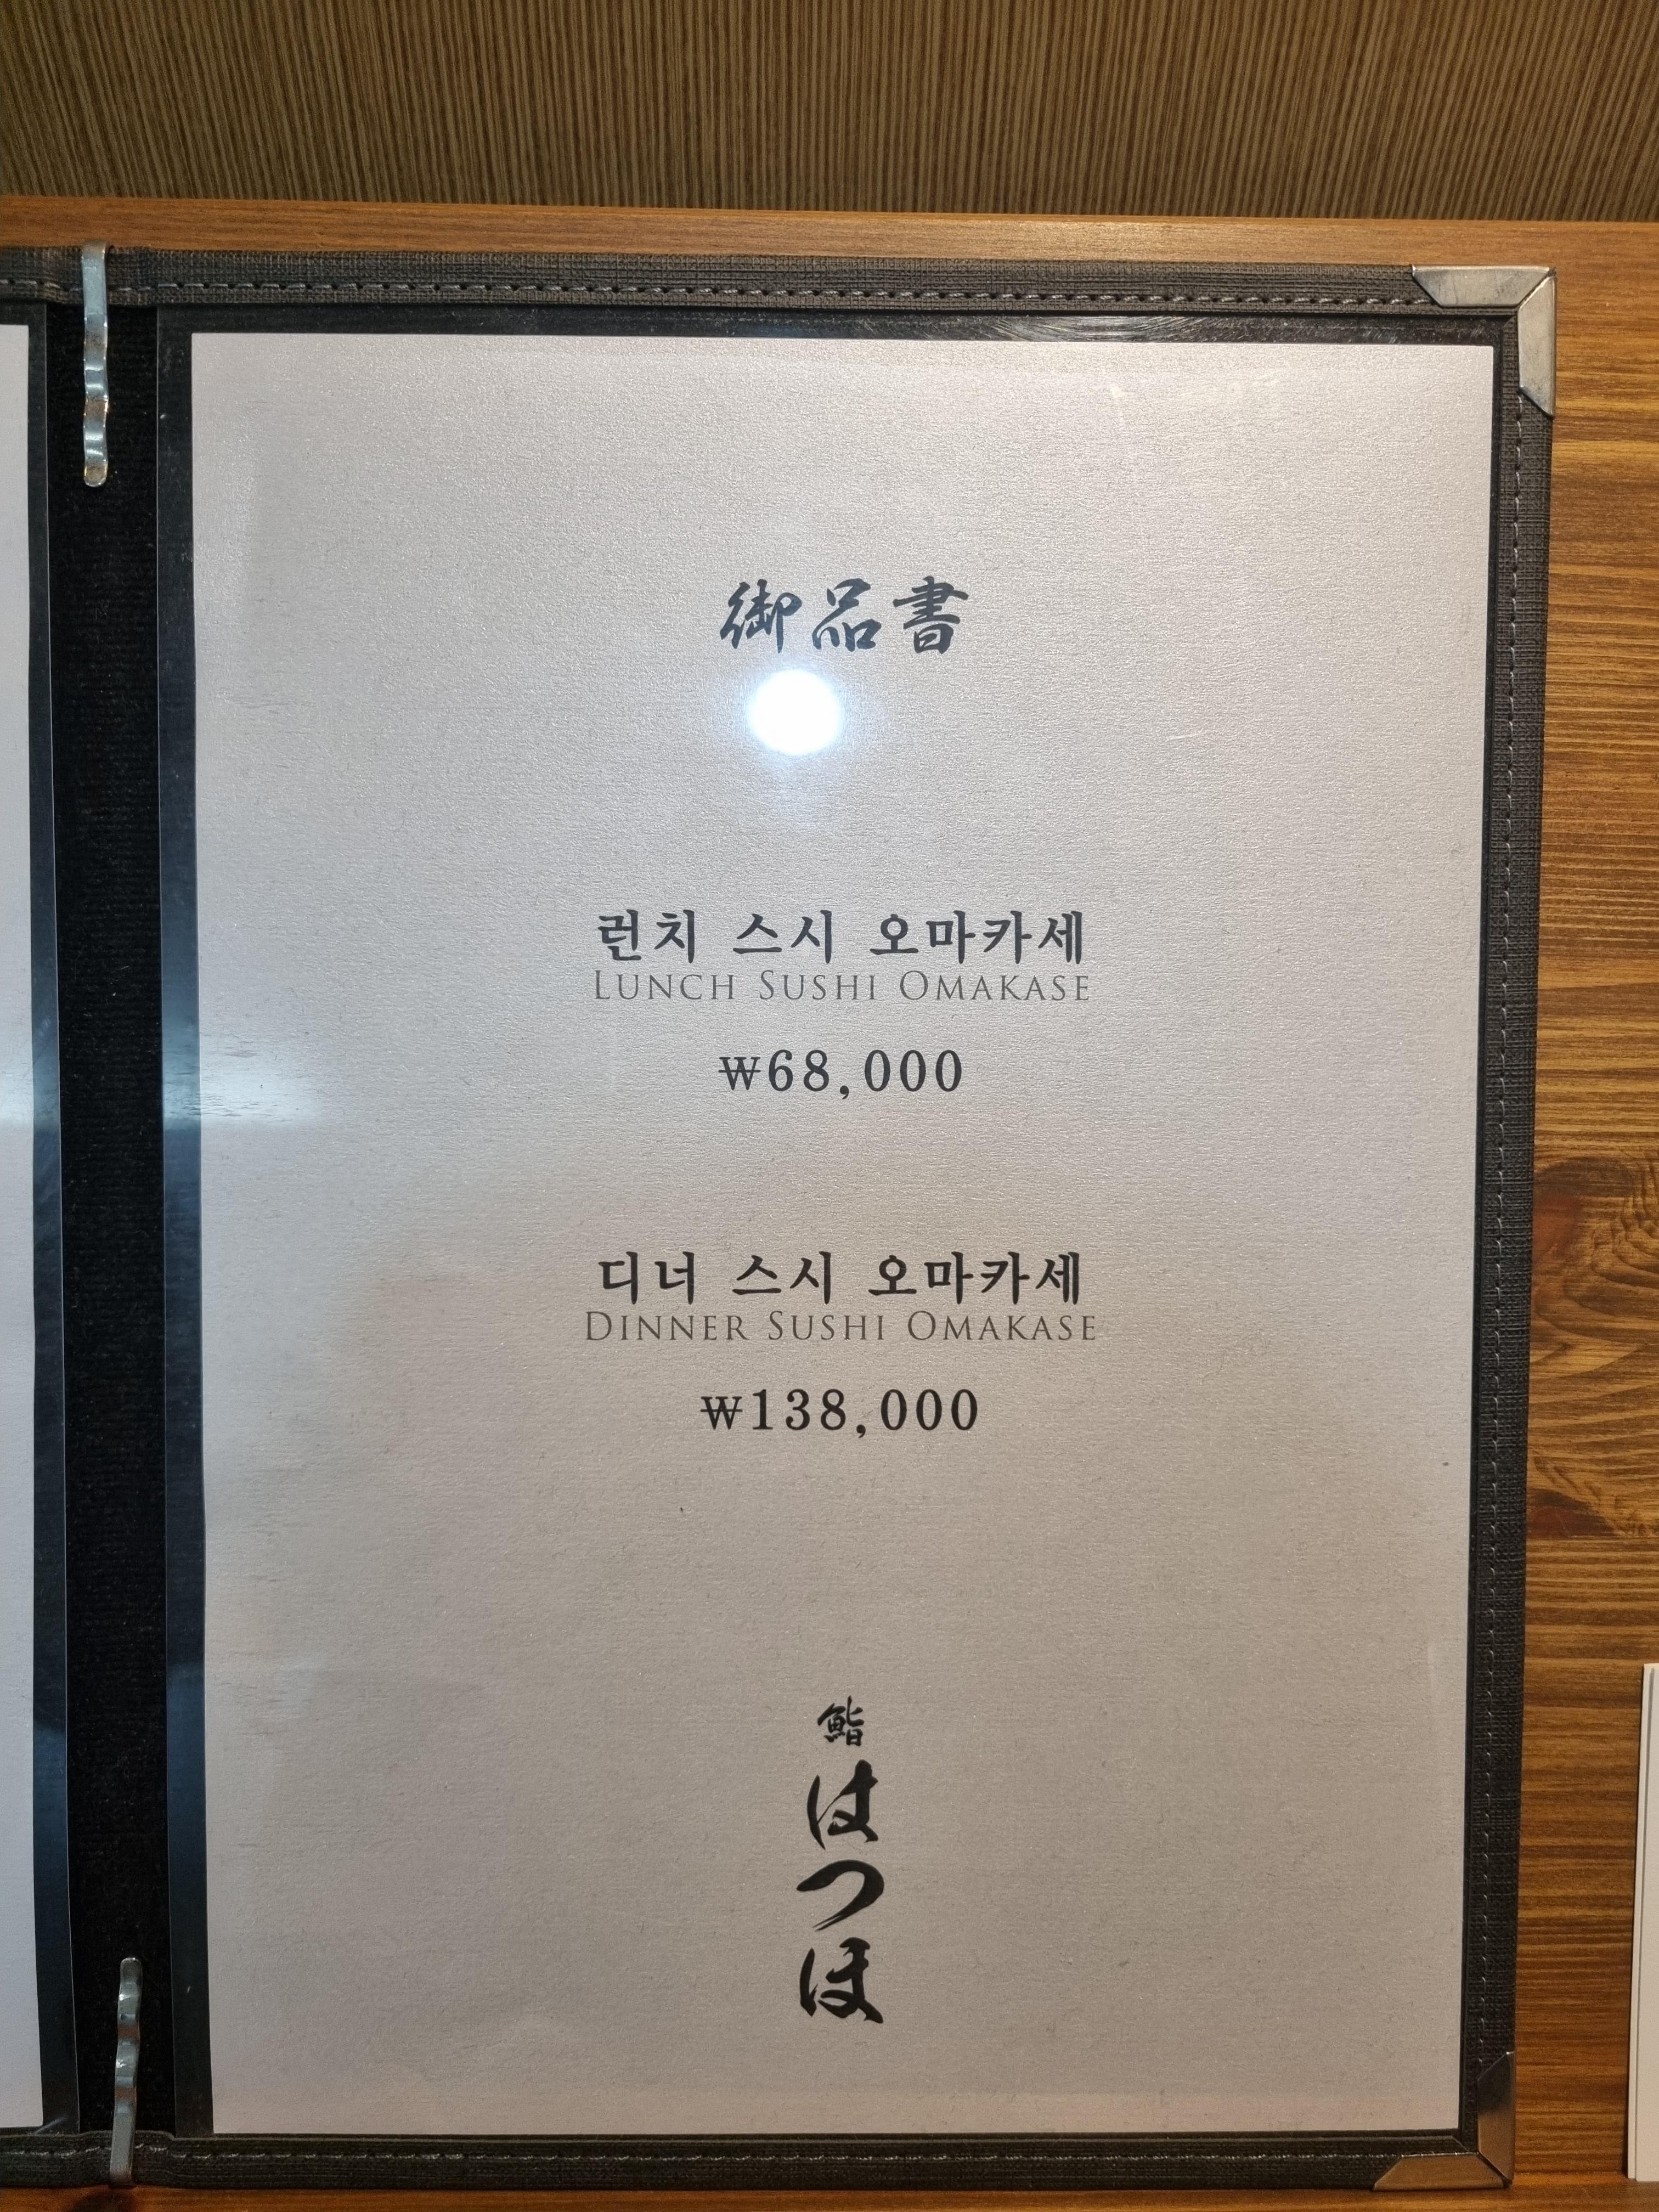 御品書
런치 스시 오마카세
LUNCH SUSHI OMAKASE
₩68,000
디너 스시 오마카세
DINNER SUSHI OMAKASE
₩138,000
鮨
はつほ